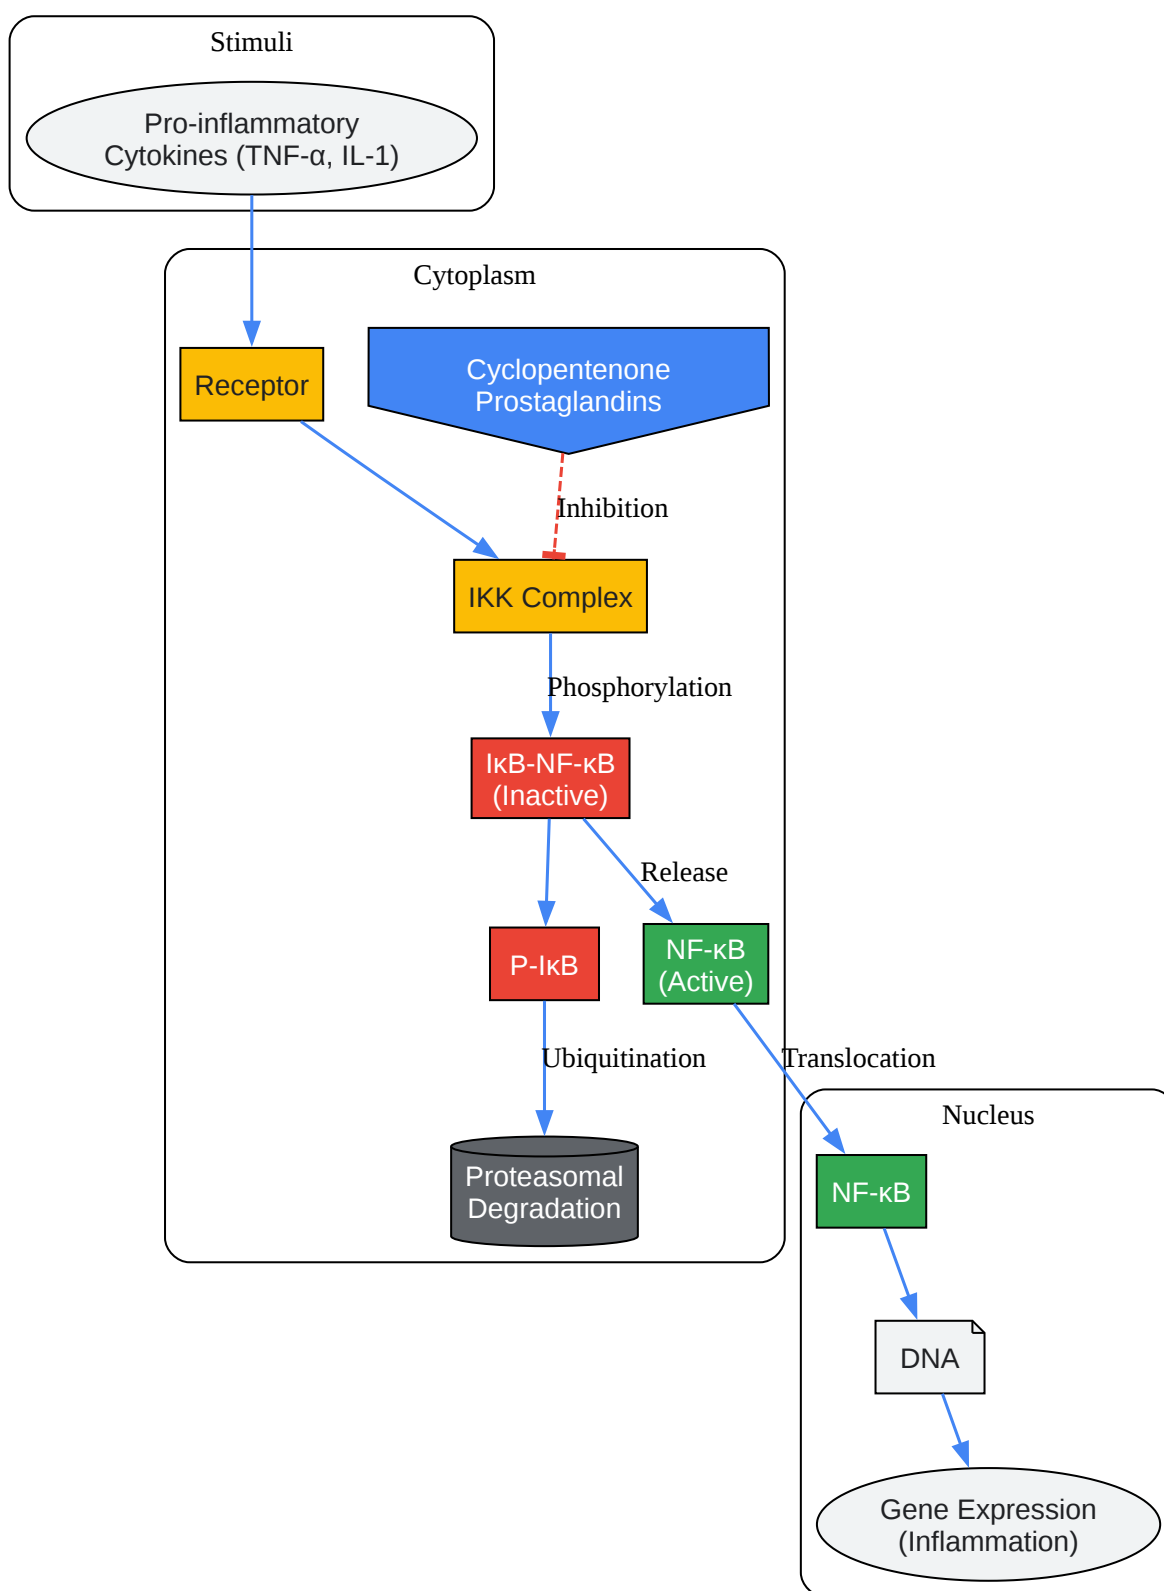 Stimuli
Pro-inflammatory
Cytokines (TNF-α, IL-1)
Cytoplasm
Receptor
Cyclopentenone
Prostaglandins
Inhibition
IKK Complex
Phosphorylation
IκB-NF-κB
(Inactive)
Release
P-IκB
NF-κB
(Active)
Ubiquitination
Translocation
Proteasomal
Degradation
Nucleus
NF-κB
DNA
Gene Expression
(Inflammation)